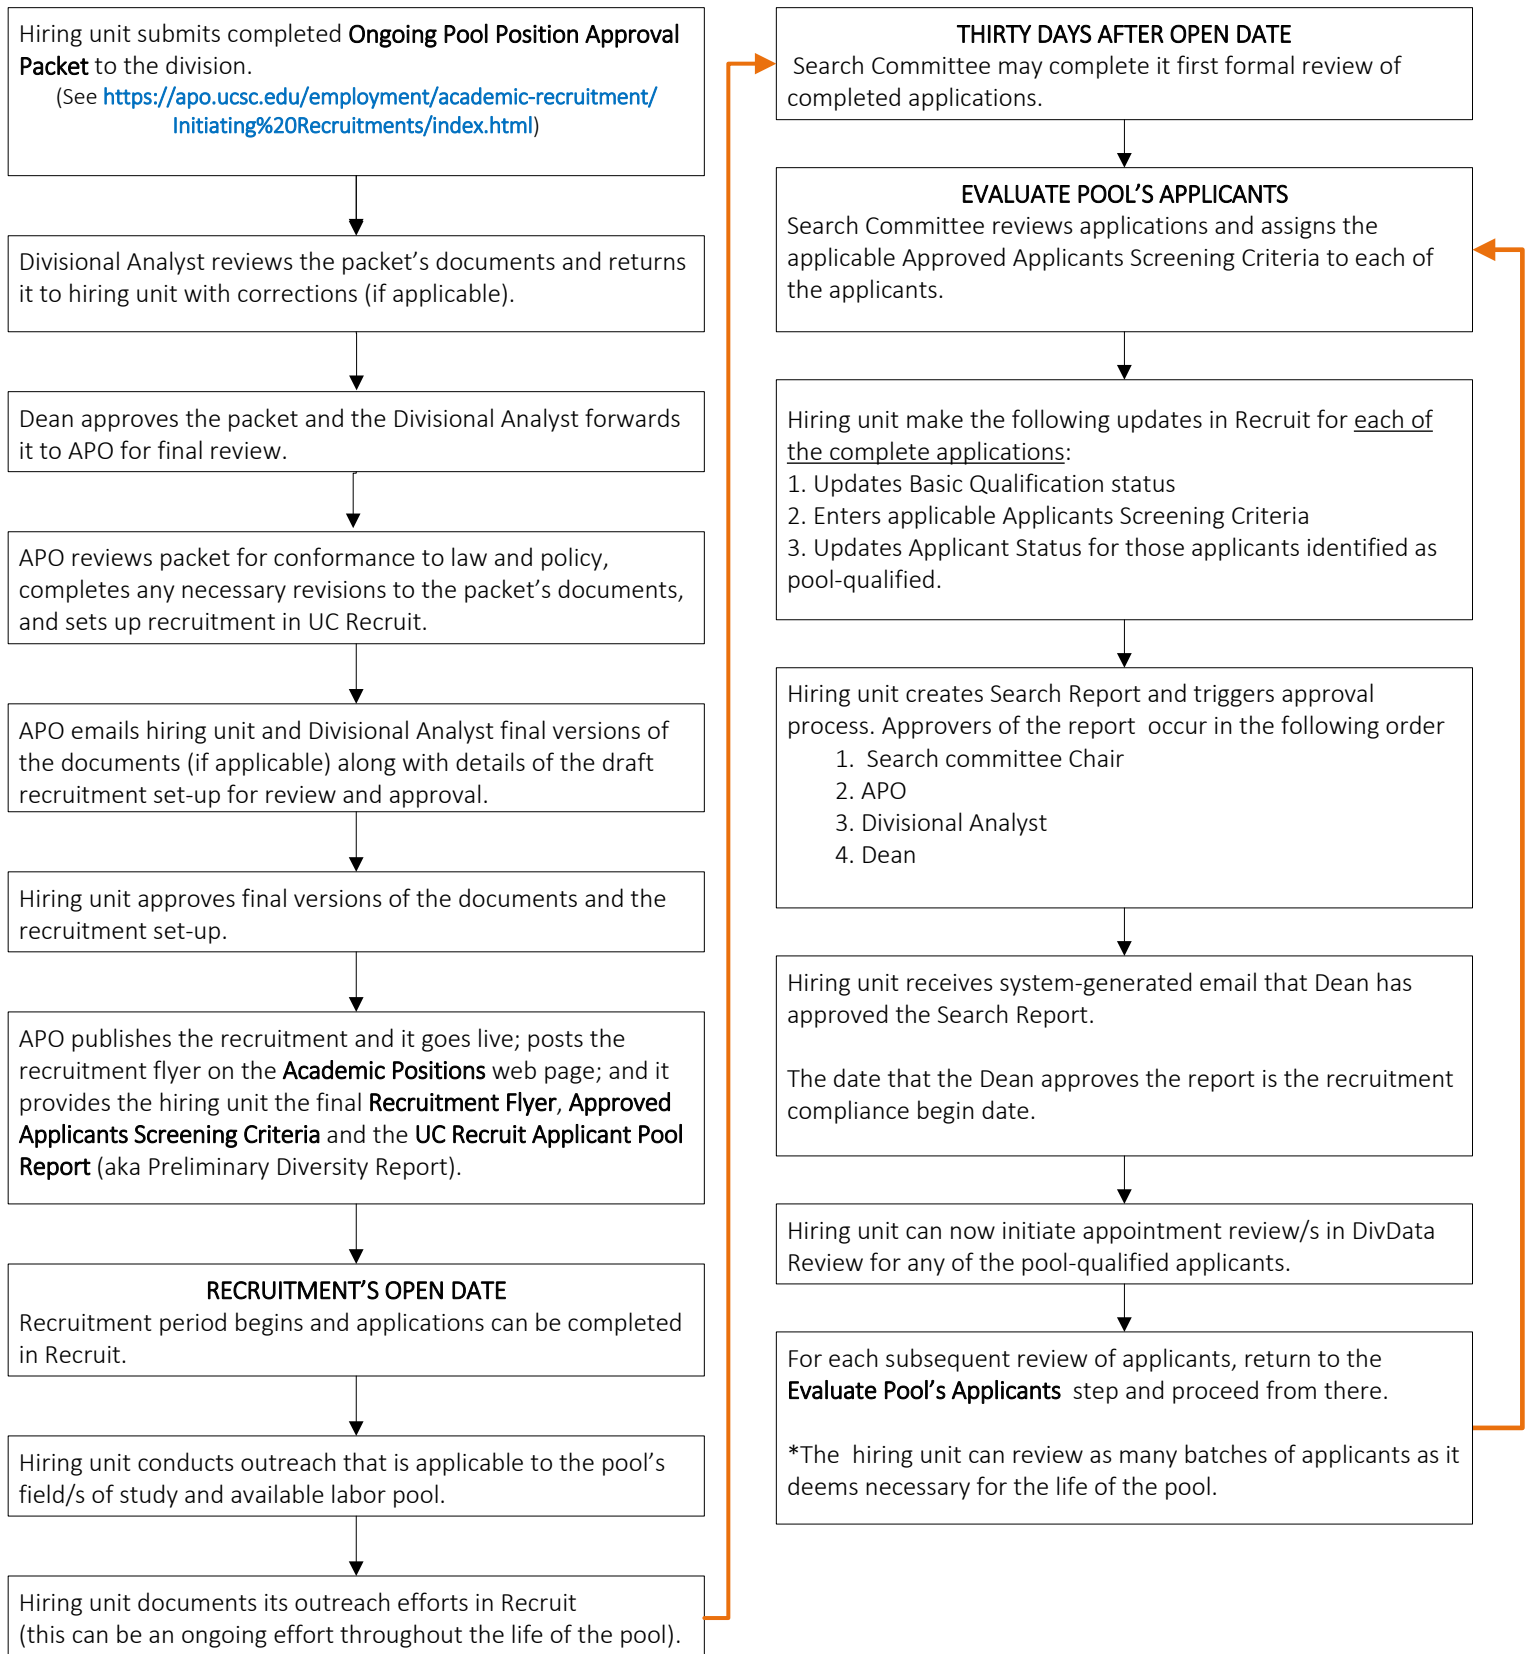 Hiring unit submits completed Ongoing Pool Position Approval
Packet to the division.
(See https://apo.ucsc.edu/employment/academic-recruitment/
Initiating%20Recruitments/index.html)
Divisional Analyst reviews the packet’s documents and returns
it to hiring unit with corrections (if applicable).
Dean approves the packet and the Divisional Analyst forwards
it to APO for final review.
APO reviews packet for conformance to law and policy,
completes any necessary revisions to the packet’s documents,
and sets up recruitment in UC Recruit.
APO emails hiring unit and Divisional Analyst final versions of
the documents (if applicable) along with details of the draft
recruitment set-up for review and approval.
Hiring unit approves final versions of the documents and the
recruitment set-up.
APO publishes the recruitment and it goes live; posts the
recruitment flyer on the Academic Positions web page; and it
provides the hiring unit the final Recruitment Flyer, Approved
Applicants Screening Criteria and the UC Recruit Applicant Pool
Report (aka Preliminary Diversity Report).
RECRUITMENT’S OPEN DATE
Recruitment period begins and applications can be completed
in Recruit.
Hiring unit conducts outreach that is applicable to the pool’s
field/s of study and available labor pool.
Hiring unit documents its outreach efforts in Recruit
(this can be an ongoing effort throughout the life of the pool).
THIRTY DAYS AFTER OPEN DATE
Search Committee may complete it first formal review of
completed applications.
EVALUATE POOL’S APPLICANTS
Search Committee reviews applications and assigns the
applicable Approved Applicants Screening Criteria to each of
the applicants.
Hiring unit make the following updates in Recruit for each of
the complete applications:
1. Updates Basic Qualification status
2. Enters applicable Applicants Screening Criteria
3. Updates Applicant Status for those applicants identified as
pool-qualified.
Hiring unit creates Search Report and triggers approval
process. Approvers of the report occur in the following order
1. Search committee Chair
2. APO
3. Divisional Analyst
4. Dean
Hiring unit receives system-generated email that Dean has
approved the Search Report.
The date that the Dean approves the report is the recruitment
compliance begin date.
Hiring unit can now initiate appointment review/s in DivData
Review for any of the pool-qualified applicants.
For each subsequent review of applicants, return to the
Evaluate Pool’s Applicants step and proceed from there.
*The hiring unit can review as many batches of applicants as it
deems necessary for the life of the pool.